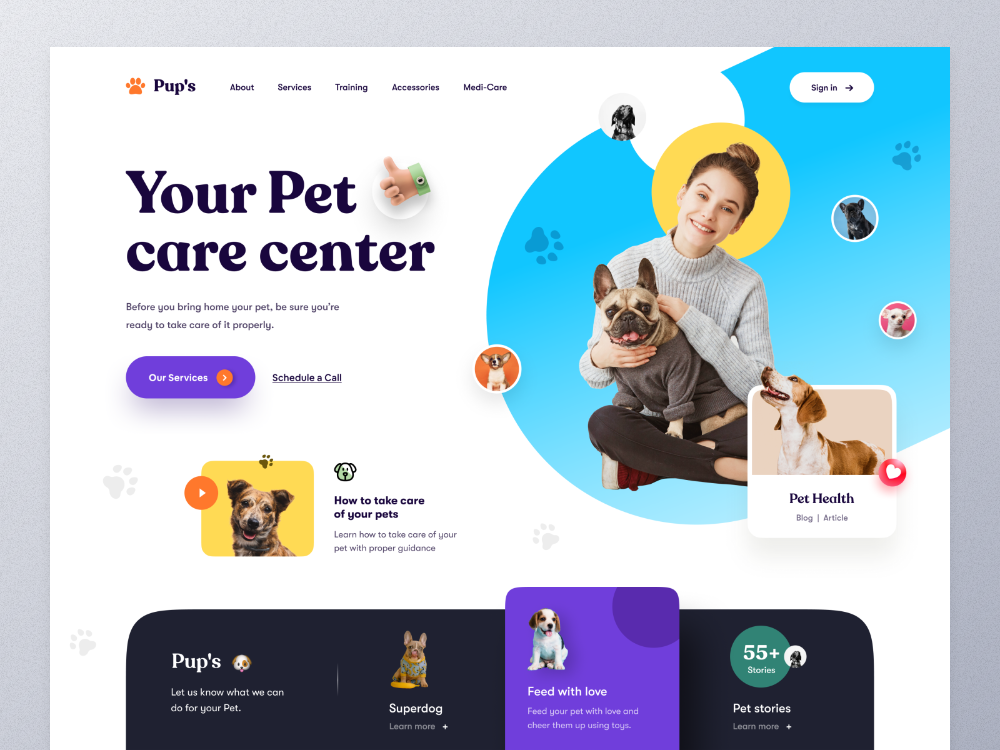 Pup's
About
Services
Training
Accessories
Medi-Care
Sign in
Your Pet
care center
Before you bring home your pet, be sure you're
ready to take care of it properly.
Our Services
Schedule a Call
How to take care
of your pets
Learn how to take care of your
pet with proper guidance
Pet Health
Blog | Article
Pup's
Let us know what we can
do for your Pet.
Superdog
Learn more +
Feed with love
Feed your pet with love and
cheer them up using toys.
55+
Stories
Pet stories
Learn more +